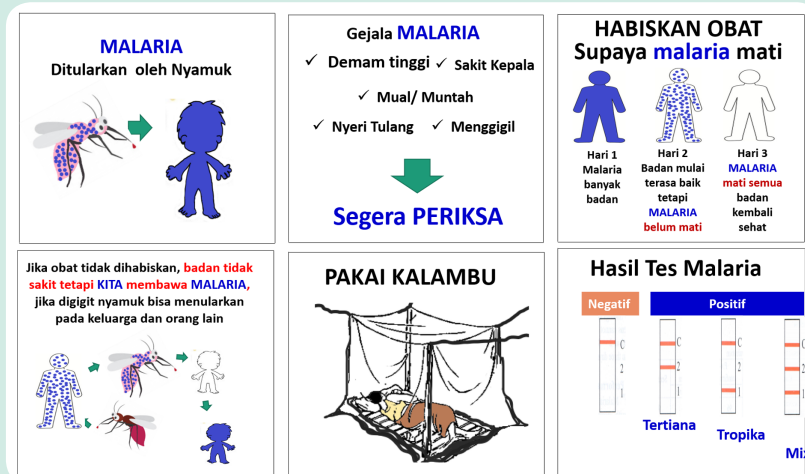 MALARIA
Ditularkan oleh Nyamuk
Gejala MALARIA
✓ Demam tinggi ✓ Sakit Kepala
✓ Mual/ Muntah
✓ Nyeri Tulang ✓ Menggigil
Segera PERIKSA
HABISKAN OBAT
Supaya malaria mati
Hari 1
Malaria
banyak
badan
Hari 2
Badan mulai
terasa baik
tetapi
MALARIA
belum mati
Hari 3
MALARIA
mati semua
badan
kembali
sehat
Jika obat tidak dihabiskan, badan tidak
sakit tetapi KITA membawa MALARIA,
jika digigit nyamuk bisa menularkan
pada keluarga dan orang lain
PAKAI KALAMBU
Hasil Tes Malaria
Negatif
Positif
C
2
1
C
2
1
C
2
1
C
2
1
Tertiana
Tropika